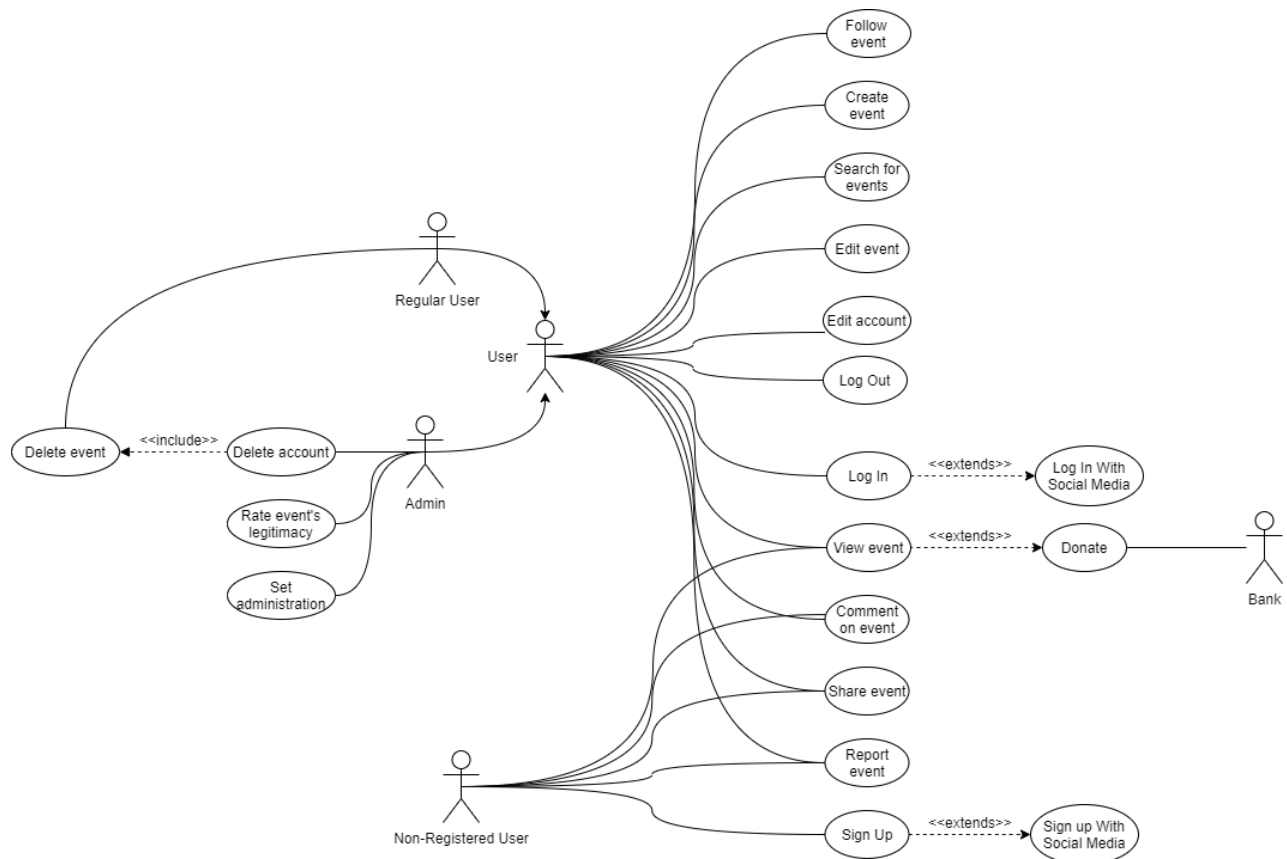 Follow
event
Create
event
Search for
events
Edit event
Regular User
Edit account
User
Log Out
<<include>>
Delete event
Delete account
Admin
<<extends>>
Log In
Log In With
Social Media
Rate event's
legitimacy
<<extends>>
View event
Donate
Bank
Set
administration
Comment
on event
Share event
Report
event
Non-Registered User
<<extends>>
Sign Up
Sign up With
Social Media